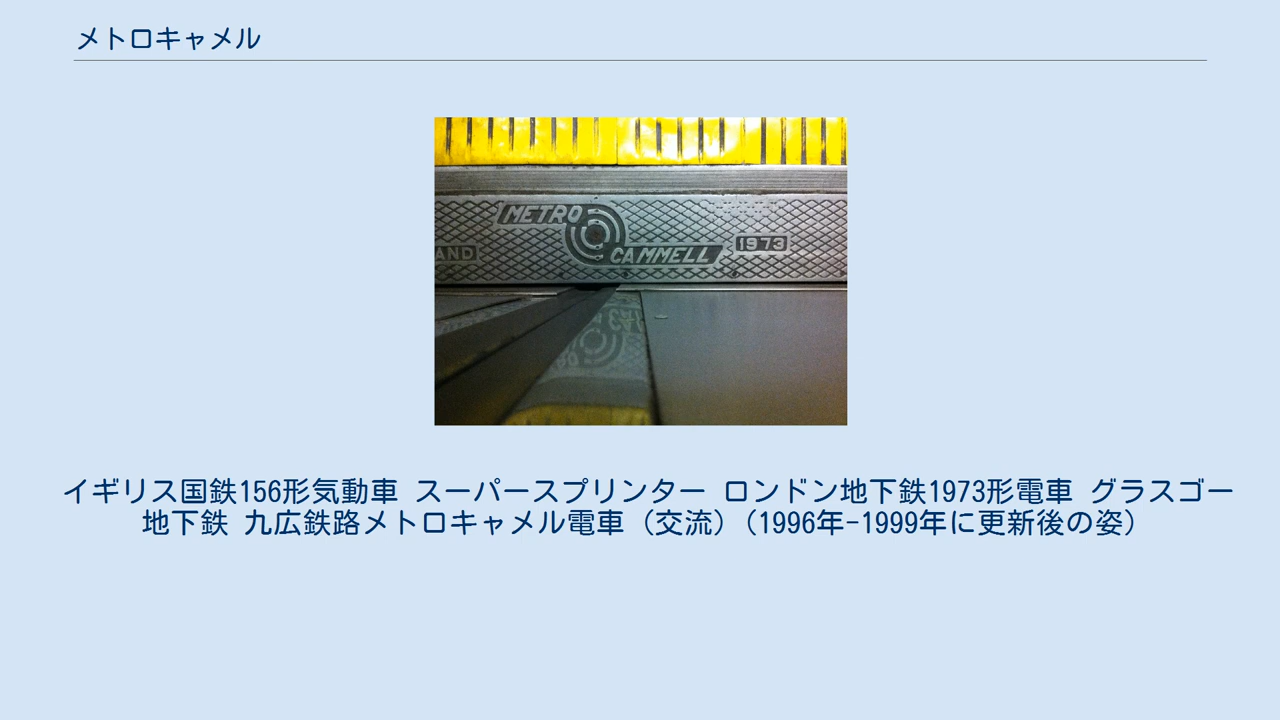 メトロキャメル
METRO
AND
CAMMELL
1973
イギリス国鉄156形気動車 スーパースプリンター ロンドン地下鉄1973形電車 グラスゴー
地下鉄 九広鉄路メトロキャメル電車（交流）（1996年-1999年に更新後の姿）